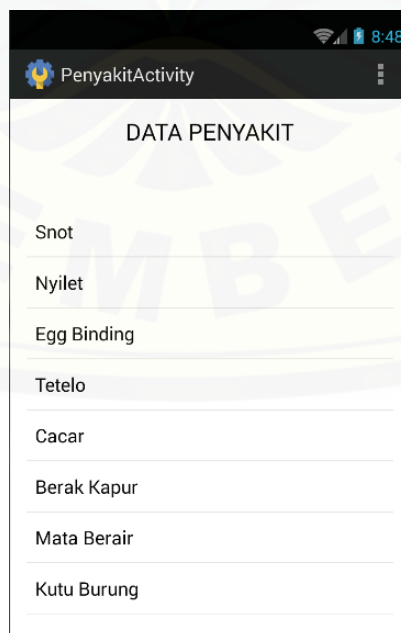 8:48
PenyakitActivity
DATA PENYAKIT
Snot
Nyilet
Egg Binding
Tetelo
Cacar
Berak Kapur
Mata Berair
Kutu Burung